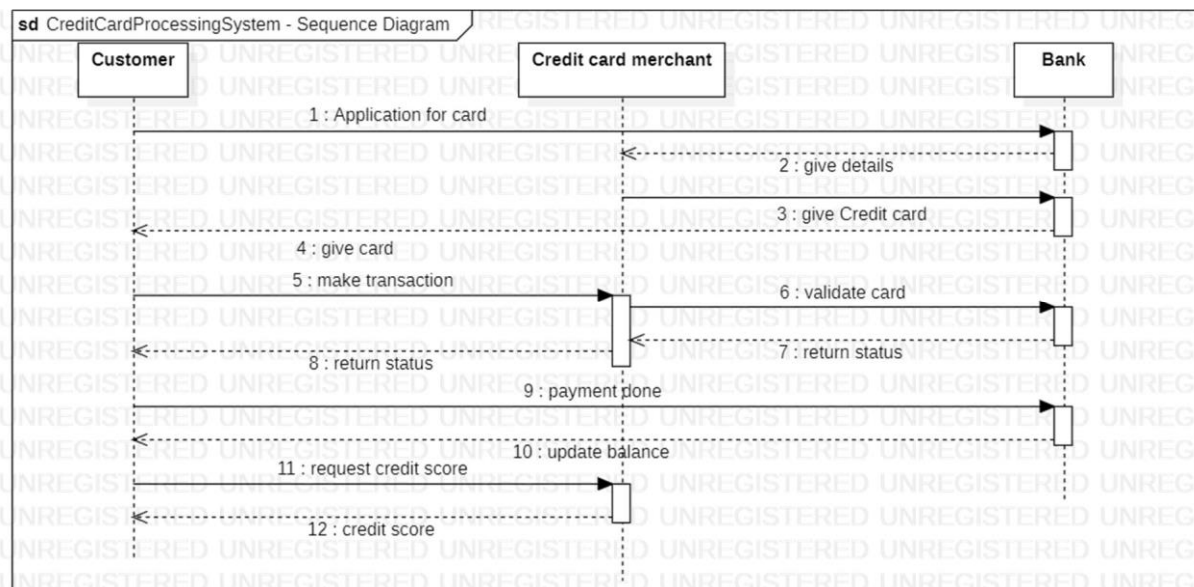 sd CreditCardProcessingSystem - Sequence Diagram
Customer
Credit card merchant
Bank
1 : Application for card
2 : give details
3 : give Credit card
4 : give card
5 : make transaction
6 : validate card
7 : return status
8 : return status
9 : payment done
10 : update balance
11 : request credit score
12 : credit score
UNREGISTERED